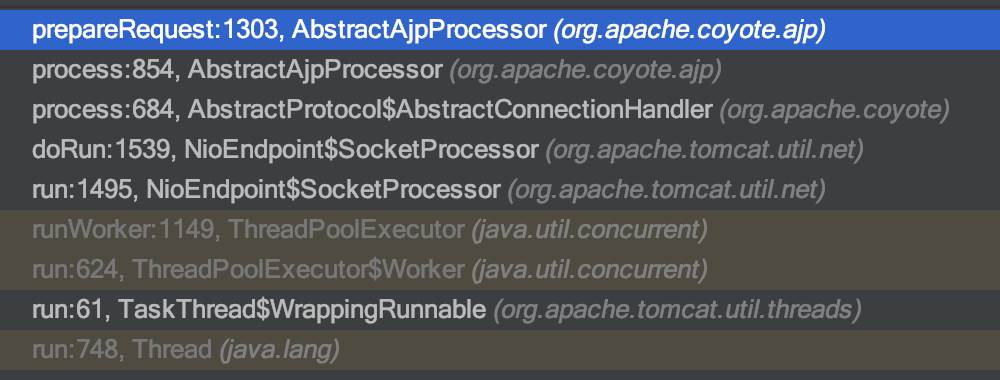 prepareRequest:1303, AbstractAjpProcessor (org.apache.coyote.ajp)
process:854, AbstractAjpProcessor (org.apache.coyote.ajp)
process:684, AbstractProtocol$AbstractConnectionHandler (org.apache.coyote)
doRun:1539, NioEndpoint$SocketProcessor (org.apache.tomcat.util.net)
run:1495, NioEndpoint$SocketProcessor (org.apache.tomcat.util.net)
runWorker:1149, ThreadPoolExecutor (java.util.concurrent)
run:624, ThreadPoolExecutor$Worker (java.util.concurrent)
run:61, TaskThread$WrappingRunnable (org.apache.tomcat.util.threads)
run:748, Thread (java.lang)